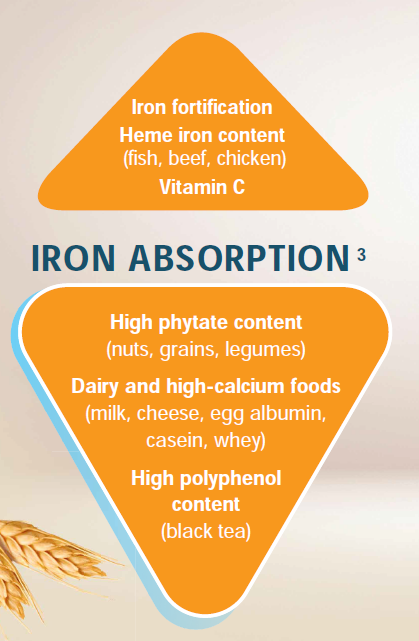 Iron fortification
Heme iron content
(fish, beef, chicken)
Vitamin C
IRON ABSORPTION 3
High phytate content
(nuts, grains, legumes)
Dairy and high-calcium foods
(milk, cheese, egg albumin,
casein, whey)
High polyphenol
content
(black tea)